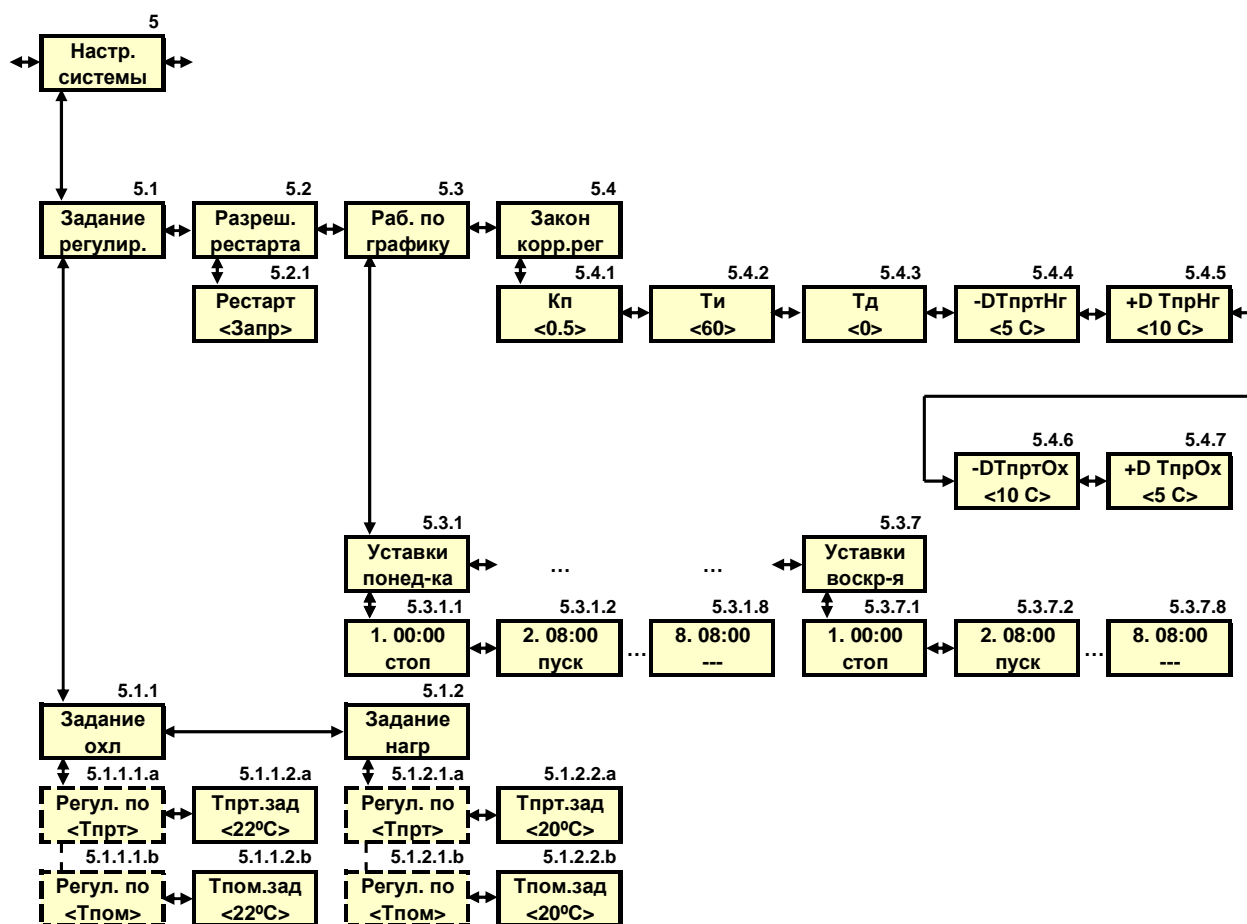 5
Настр.
системы
5.1
5.2
5.3
5.4
Задание
регулир.
Разреш.
рестарта
Раб. по
графику
Закон
корр.рег
5.2.1
5.4.1
5.4.2
5.4.3
5.4.4
5.4.5
Рестарт
<Запр>
Кп
<0.5>
Ти
<60>
Тд
<0>
-DТпртНг
<5 С>
+D ТпрНг
<10 С>
5.4.6
5.4.7
-DТпртОх
<10 С>
+D ТпрОх
<5 С>
5.3.1
5.3.7
Уставки
понед-ка
...
...
Уставки
воскр-я
5.3.1.1
5.3.1.2
5.3.1.8
5.3.7.1
5.3.7.2
5.3.7.8
1. 00:00
стоп
2. 08:00
пуск
...
8. 08:00
---
1. 00:00
стоп
2. 08:00
пуск
...
8. 08:00
---
5.1.1
5.1.2
Задание
охл
Задание
нагр
5.1.1.1.a
5.1.1.2.a
5.1.2.1.a
5.1.2.2.a
Регул. по
<Тпрт>
Тпрт.зад
<22ºС>
Регул. по
<Тпрт>
Тпрт.зад
<20ºС>
5.1.1.1.b
5.1.1.2.b
5.1.2.1.b
5.1.2.2.b
Регул. по
<Тпом>
Тпом.зад
<22ºС>
Регул. по
<Тпом>
Тпом.зад
<20ºС>